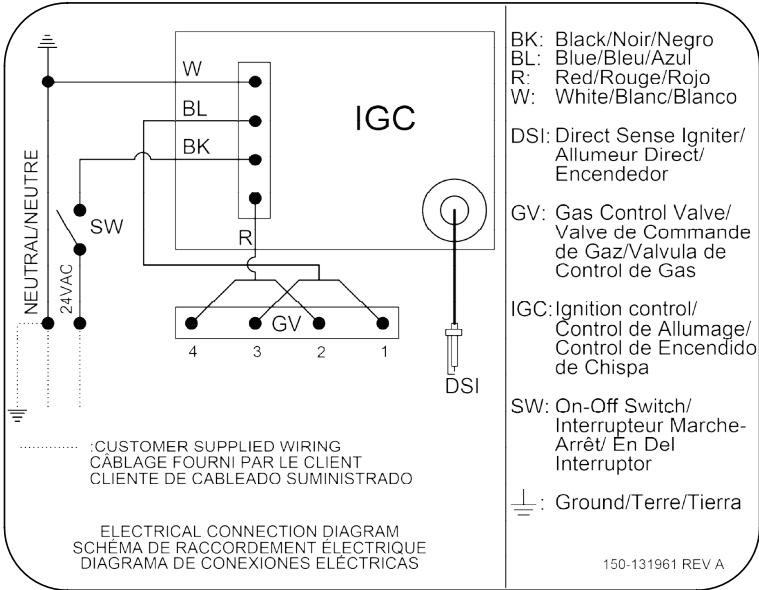 W
BL
BK
IGC
NEUTRAL/NEUTRE
SW
24VAC
R
GV
4
3
2
1
DSI
:CUSTOMER SUPPLIED WIRING
CÂBLAGE FOURNI PAR LE CLIENT
CLIENTE DE CABLEADO SUMINISTRADO
ELECTRICAL CONNECTION DIAGRAM
SCHÉMA DE RACCORDEMENT ÉLECTRIQUE
DIAGRAMA DE CONEXIONES ELÉCTRICAS
BK: Black/Noir/Negro
BL: Blue/Bleu/Azul
R: Red/Rouge/Rojo
W: White/Blanc/Blanco
DSI: Direct Sense Igniter/
Allumeur Direct/
Encendedor
GV: Gas Control Valve/
Valve de Commande
de Gaz/Valvula de
Control de Gas
IGC: Ignition control/
Control de Allumage/
Control de Encendido
de Chispa
SW: On-Off Switch/
Interrupteur Marche-
Arrêt/ En Del
Interruptor
: Ground/Terre/Tierra
150-131961 REV A